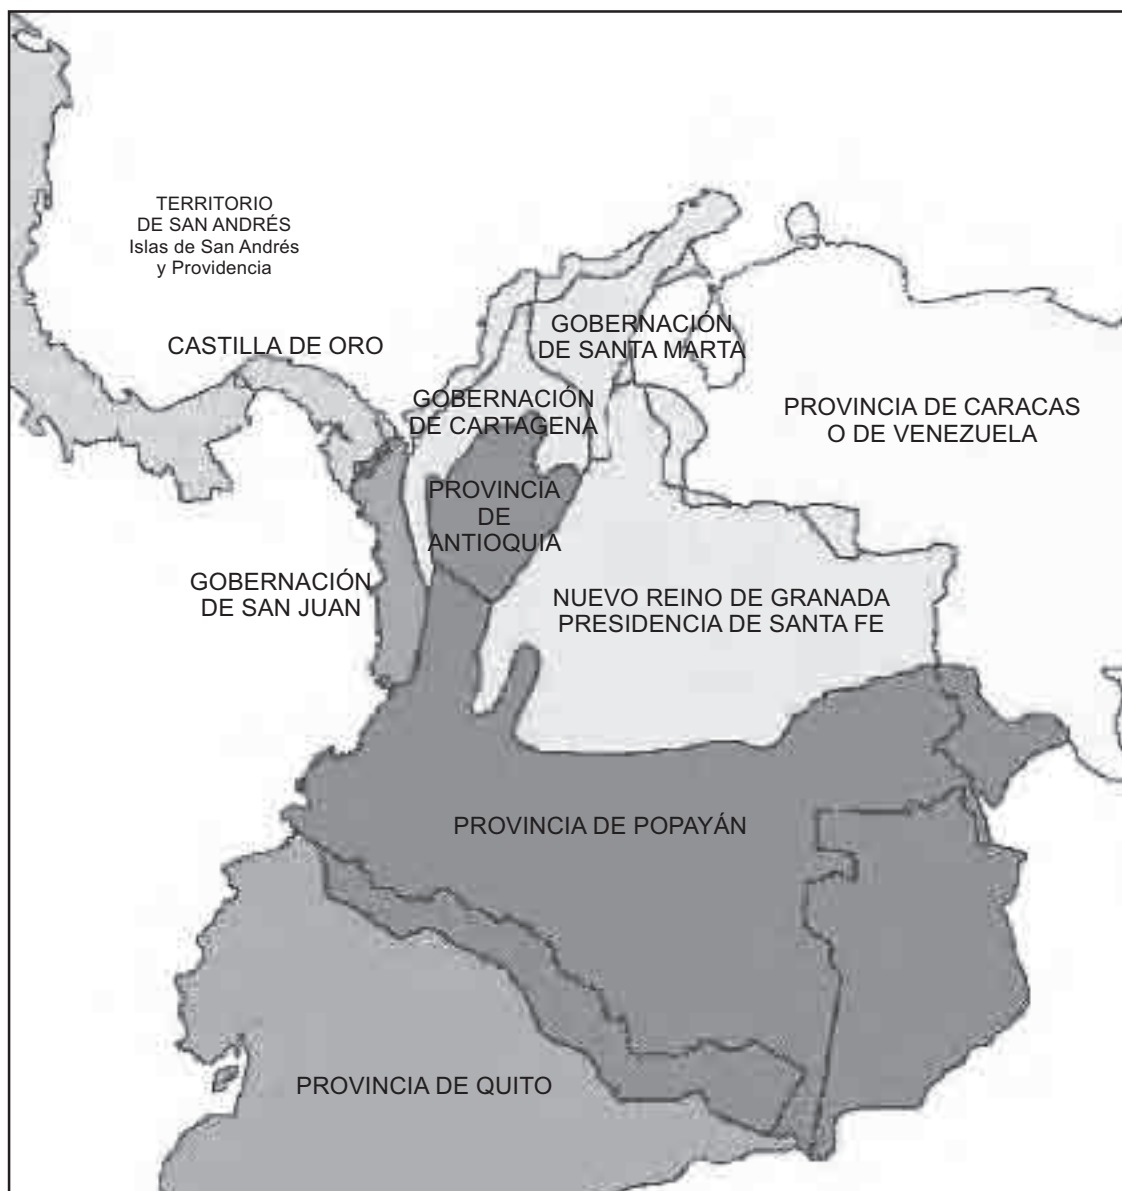 TERRITORIO
DE SAN ANDRÉS
Islas de San Andrés
y Providencia
CASTILLA DE ORO
GOBERNACIÓN
DE SANTA MARTA
GOBERNACIÓN
DE CARTAGENA
PROVINCIA DE CARACAS
O DE VENEZUELA
PROVINCIA
DE
ANTIOQUIA
GOBERNACIÓN
DE SAN JUAN
NUEVO REINO DE GRANADA
PRESIDENCIA DE SANTA FE
PROVINCIA DE POPAYÁN
PROVINCIA DE QUITO